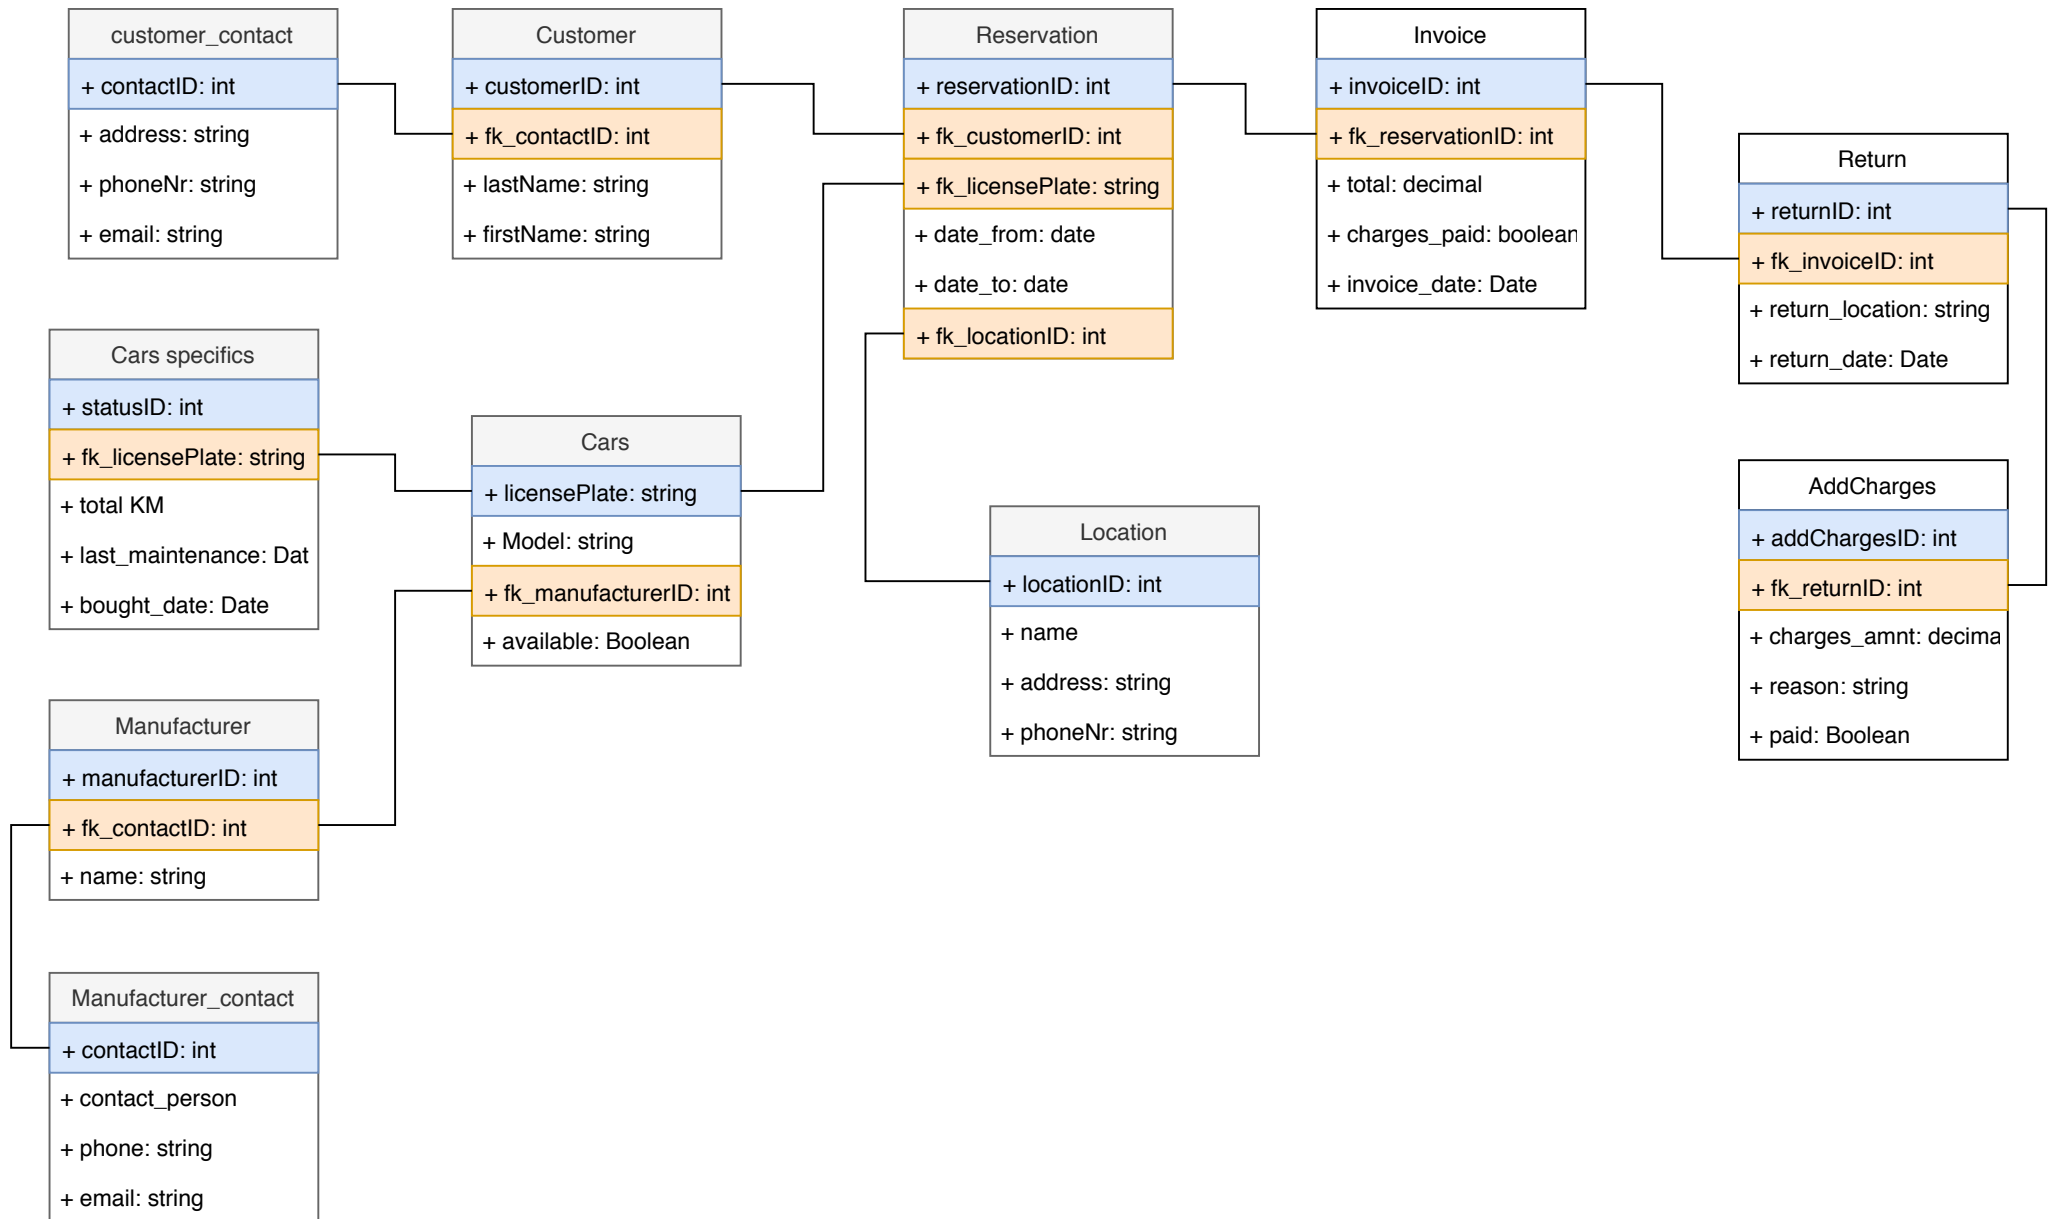 customer_contact
+ contactID: int
+ address: string
+ phoneNr: string
+ email: string
Customer
+ customerID: int
+ fk_contactID: int
+ lastName: string
+ firstName: string
Reservation
+ reservationID: int
+ fk_customerID: int
+ fk_licensePlate: string
+ date_from: date
+ date_to: date
+ fk_locationID: int
Invoice
+ invoiceID: int
+ fk_reservationID: int
+ total: decimal
+ charges_paid: boolean
+ invoice_date: Date
Return
+ returnID: int
+ fk_invoiceID: int
+ return_location: string
+ return_date: Date
Cars specifics
+ statusID: int
+ fk_licensePlate: string
+ total KM
+ last_maintenance: Dat
+ bought_date: Date
Cars
+ licensePlate: string
+ Model: string
+ fk_manufacturerID: int
+ available: Boolean
Location
+ locationID: int
+ name
+ address: string
+ phoneNr: string
AddCharges
+ addChargesID: int
+ fk_returnID: int
+ charges_amnt: decima
+ reason: string
+ paid: Boolean
Manufacturer
+ manufacturerID: int
+ fk_contactID: int
+ name: string
Manufacturer_contact
+ contactID: int
+ contact_person
+ phone: string
+ email: string